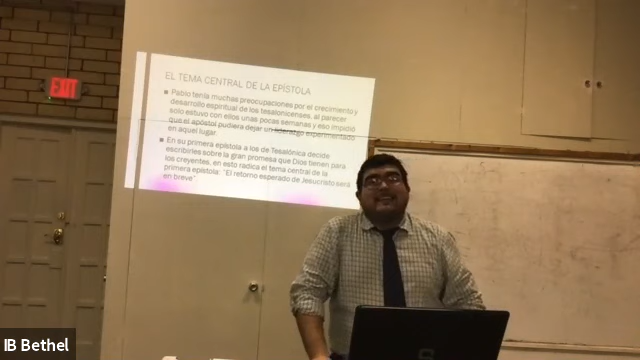 EXIT
EL TEMA CENTRAL DE LA EPÍSTOLA
Pablo tenía muchas preocupaciones por el crecimiento y
desarrollo espiritual de los tesalonicenses, al parecer
solo estuvo con ellos unas pocas semanas y eso impidió
que el apóstol pudiera dejar un liderazgo experimentado
en aquel lugar.
En su primera epístola a los de Tesalónica decide
escribirles sobre la gran promesa que Dios tienen para
los creyentes, en esto radica el tema central de la
primera epístola: "El retorno esperado de Jesucristo será
en breve".
IB Bethel